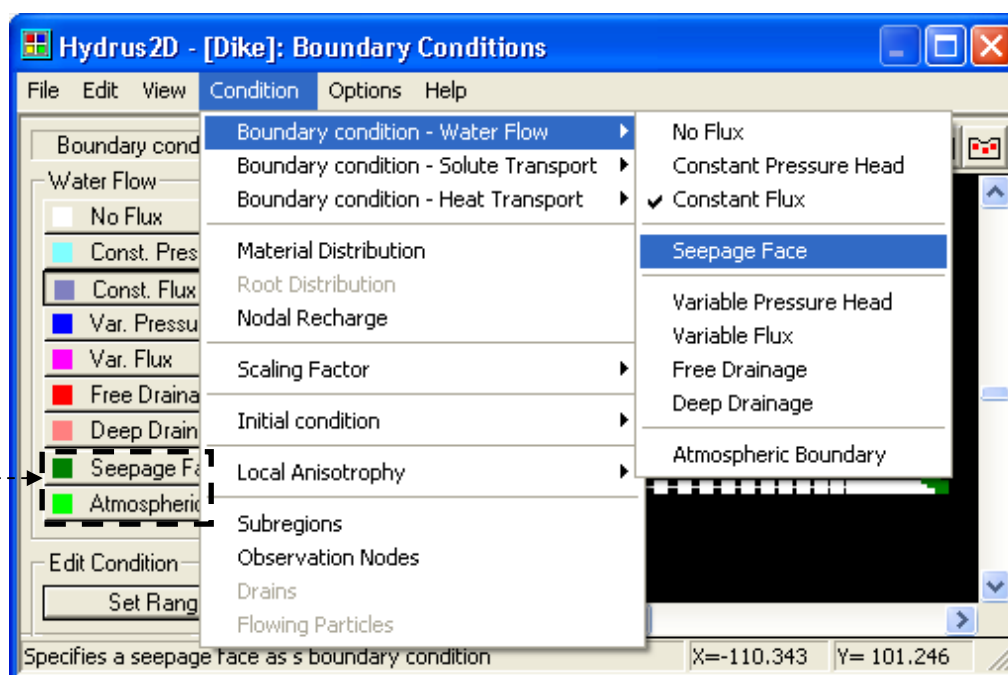 Hydrus2D - [Dike]: Boundary Conditions
File Edit View Condition Options Help
Boundary cond
Water Flow
No Flux
Const. Pres
Const. Flux
Var. Pressu
Var. Flux
Free Draina
Deep Drain
Seepage Fa
Atmospheric
Edit Condition
Set Rang
Boundary condition - Water Flow
Boundary condition - Solute Transport
Boundary condition - Heat Transport
Material Distribution
Root Distribution
Nodal Recharge
Scaling Factor
Initial condition
Local Anisotrophy
Subregions
Observation Nodes
Drains
Flowing Particles
No Flux
Constant Pressure Head
Constant Flux
Seepage Face
Variable Pressure Head
Variable Flux
Free Drainage
Deep Drainage
Atmospheric Boundary
Specifies a seepage face as s boundary condition X=-110.343 Y= 101.246